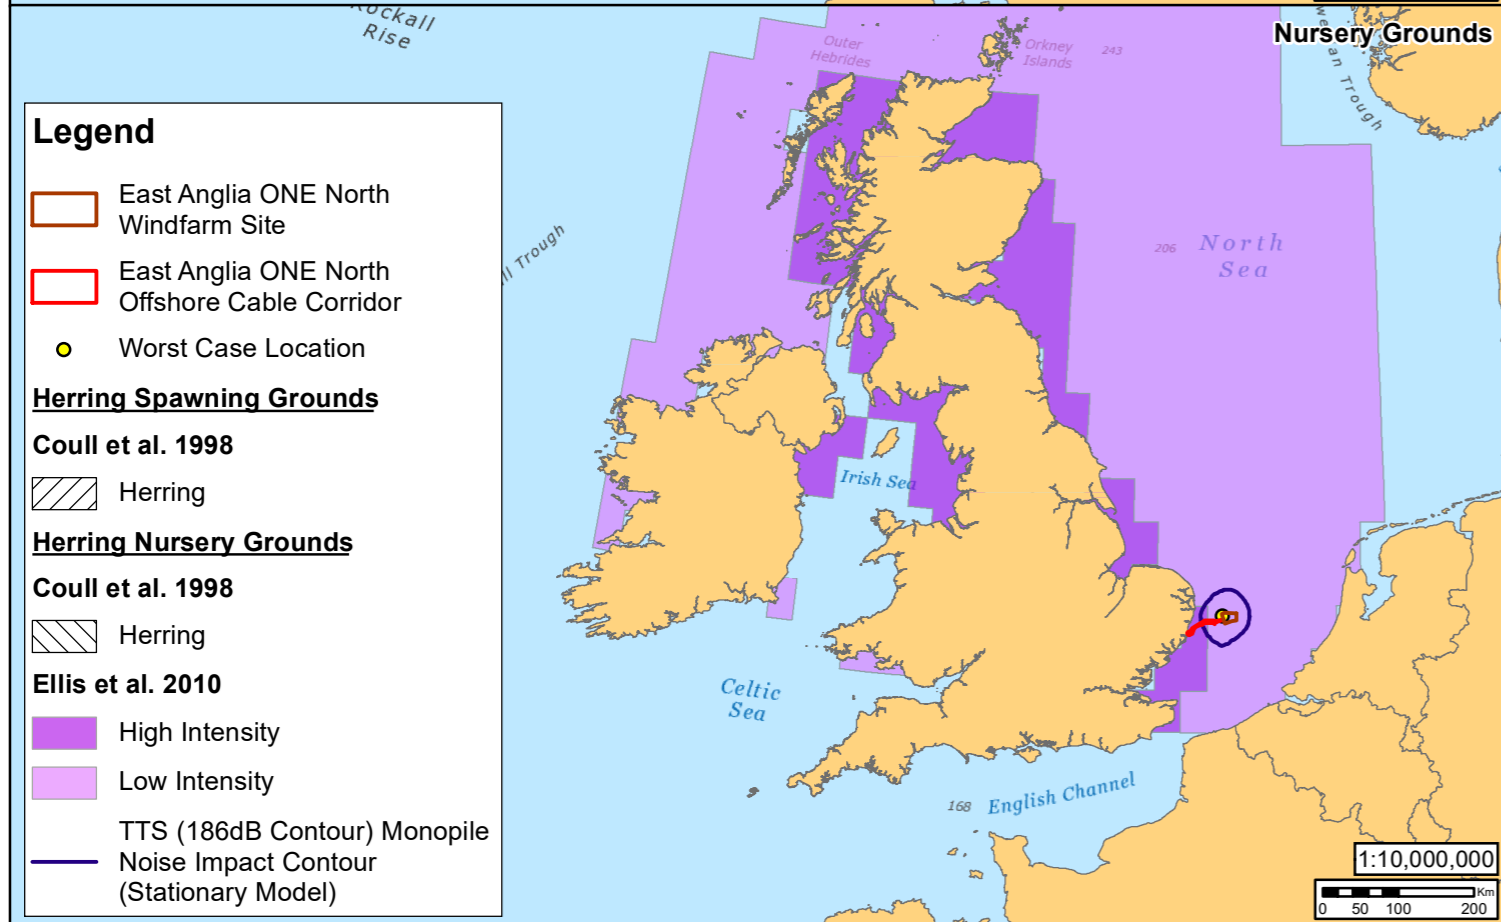 Rockall
Rise
Nursery Grounds
Outer
Hebrides
Orkney
Islands
243
Trough
Legend
East Anglia ONE North
Windfarm Site
East Anglia ONE North
Offshore Cable Corridor
Worst Case Location
Herring Spawning Grounds
Coull et al. 1998
Herring
Herring Nursery Grounds
Coull et al. 1998
Herring
Ellis et al. 2010
High Intensity
Low Intensity
TTS (186dB Contour) Monopile
Noise Impact Contour
(Stationary Model)
ll Trough
206
North
Sea
Irish Sea
Celtic
Sea
168
English Channel
1:10,000,000
Km
0 50 100 200